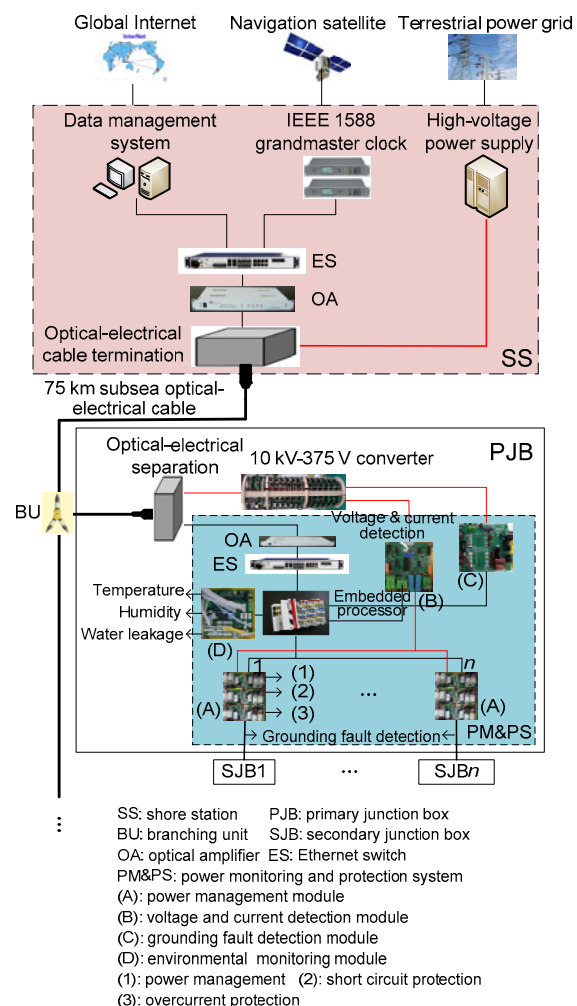 Global Internet
Navigation satellite
Terrestrial power grid
InterNet
Data management
system
IEEE 1588
grandmaster clock
High-voltage
power supply
ES
OA
Optical-electrical
cable termination
SS
75 km subsea optical-
electrical cable
Optical-electrical
separation
10 kV-375 V converter
PJB
BU
Voltage & current
detection
OA
ES
(C)
Temperature
Humidity
Water leakage
Embedded
processor
(B)
(D)
1
n
(1)
(2)
(3)
...
(A)
(A)
Grounding fault detection
PM&PS
SJB1
...
SJBn
...
SS: shore station PJB: primary junction box
BU: branching unit SJB: secondary junction box
OA: optical amplifier ES: Ethernet switch
PM&PS: power monitoring and protection system
(A): power management module
(B): voltage and current detection module
(C): grounding fault detection module
(D): environmental monitoring module
(1): power management (2): short circuit protection
(3): overcurrent protection